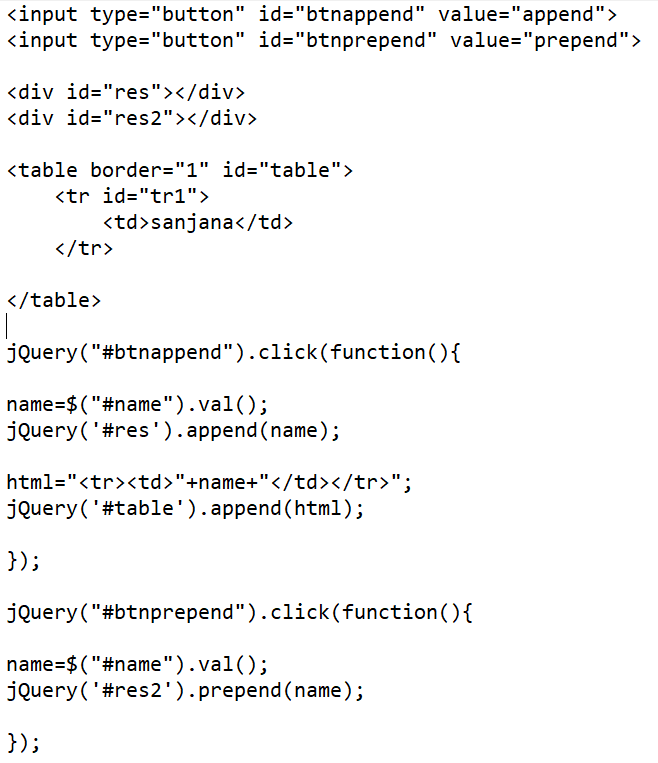 <input type="button" id="btnappend" value="append">
<input type="button" id="btnprepend" value="prepend">
<div id="res"></div>
<div id="res2"></div>
<table border="1" id="table">
    <tr id="tr1">
        <td>sanjana</td>
    </tr>
</table>
jQuery("#btnappend").click(function(){
name=$("#name").val();
jQuery('#res').append(name);
html="<tr><td>"+name+"</td></tr>";
jQuery('#table').append(html);
});
jQuery("#btnprepend").click(function(){
name=$("#name").val();
jQuery('#res2').prepend(name);
});